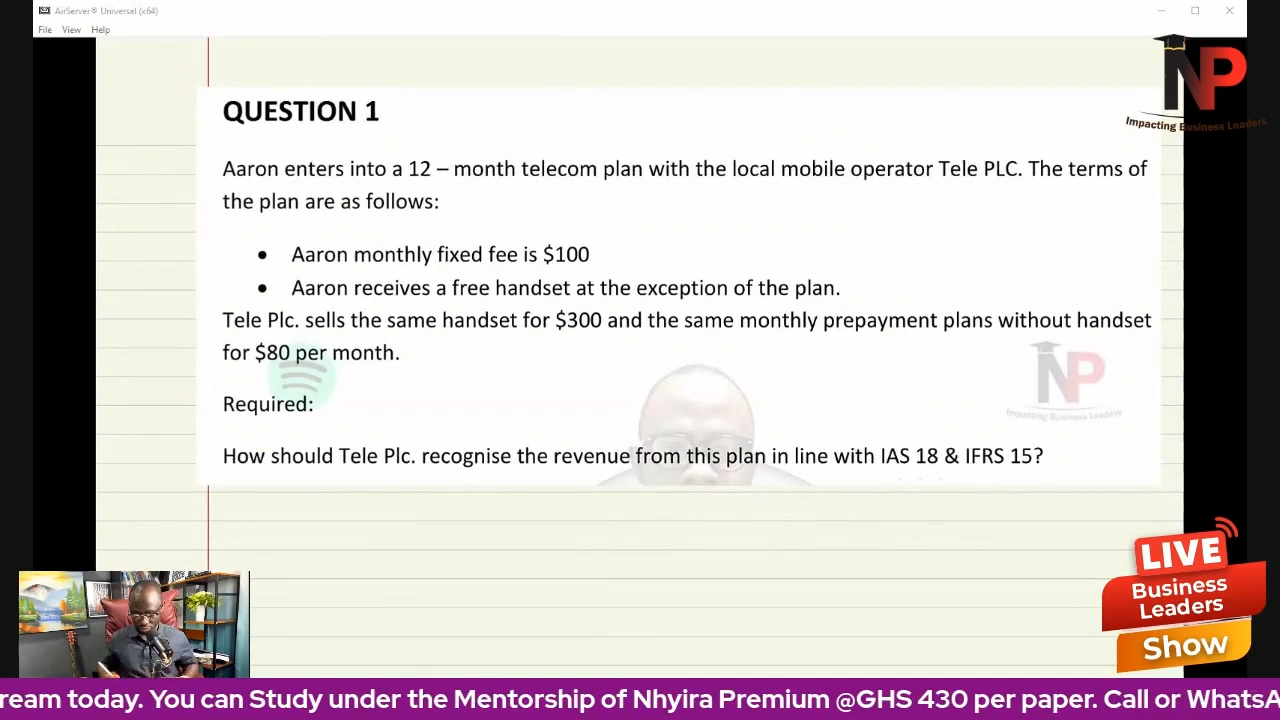 AirServer® Universal (x64)
File View Help
NP
Impacting Business Leaders
QUESTION 1
Aaron enters into a 12 – month telecom plan with the local mobile operator Tele PLC. The terms of
the plan are as follows:
• Aaron monthly fixed fee is $100
• Aaron receives a free handset at the exception of the plan.
Tele Plc. sells the same handset for $300 and the same monthly prepayment plans without handset
for $80 per month.
NP
Impacting Business Leaders
Required:
How should Tele Plc. recognise the revenue from this plan in line with IAS 18 & IFRS 15?
LIVE
Business
Leaders
Show
ream today. You can Study under the Mentorship of Nhyira Premium @GHS 430 per paper. Call or WhatsA